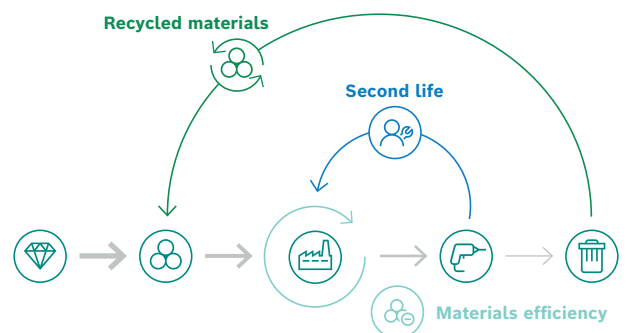 Recycled materials
Second life
Materials efficiency